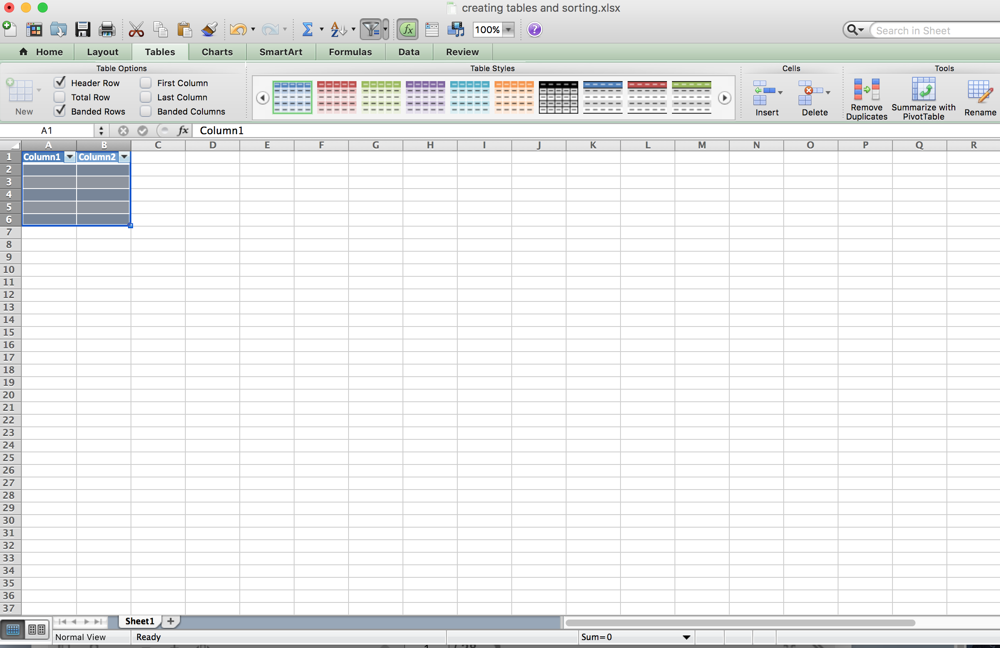 creating tables and sorting.xlsx
100%
Search in Sheet
Home Layout Tables Charts SmartArt Formulas Data Review
Table Options Table Styles Cells Tools
Header Row First Column
Total Row Last Column
New Banded Rows Banded Columns
Insert Delete Remove Duplicates Summarize with PivotTable Rename
A1 fx Column1
A B C D E F G H I J K L M N O P Q R
1 Column1 Column2
2
3
4
5
6
7
8
9
10
11
12
13
14
15
16
17
18
19
20
21
22
23
24
25
26
27
28
29
30
31
32
33
34
35
36
37
Sheet1
Normal View Ready Sum=0